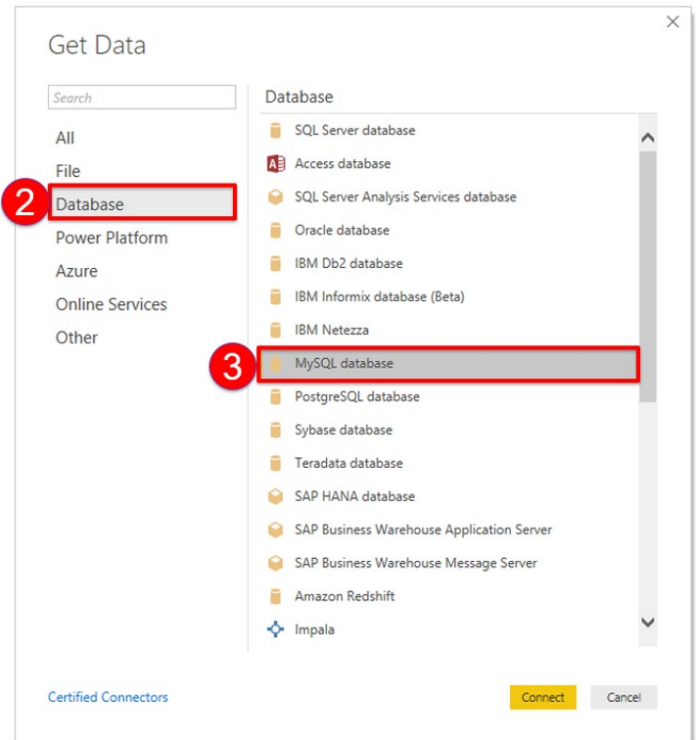 Get Data
Search
All
File
2
Database
Power Platform
Azure
Online Services
Other
Database
SQL Server database
A
Access database
SQL Server Analysis Services database
Oracle database
IBM Db2 database
IBM Informix database (Beta)
IBM Netezza
3
MySQL database
PostgreSQL database
Sybase database
Teradata database
SAP HANA database
SAP Business Warehouse Application Server
SAP Business Warehouse Message Server
Amazon Redshift
Impala
Certified Connectors
Connect
Cancel